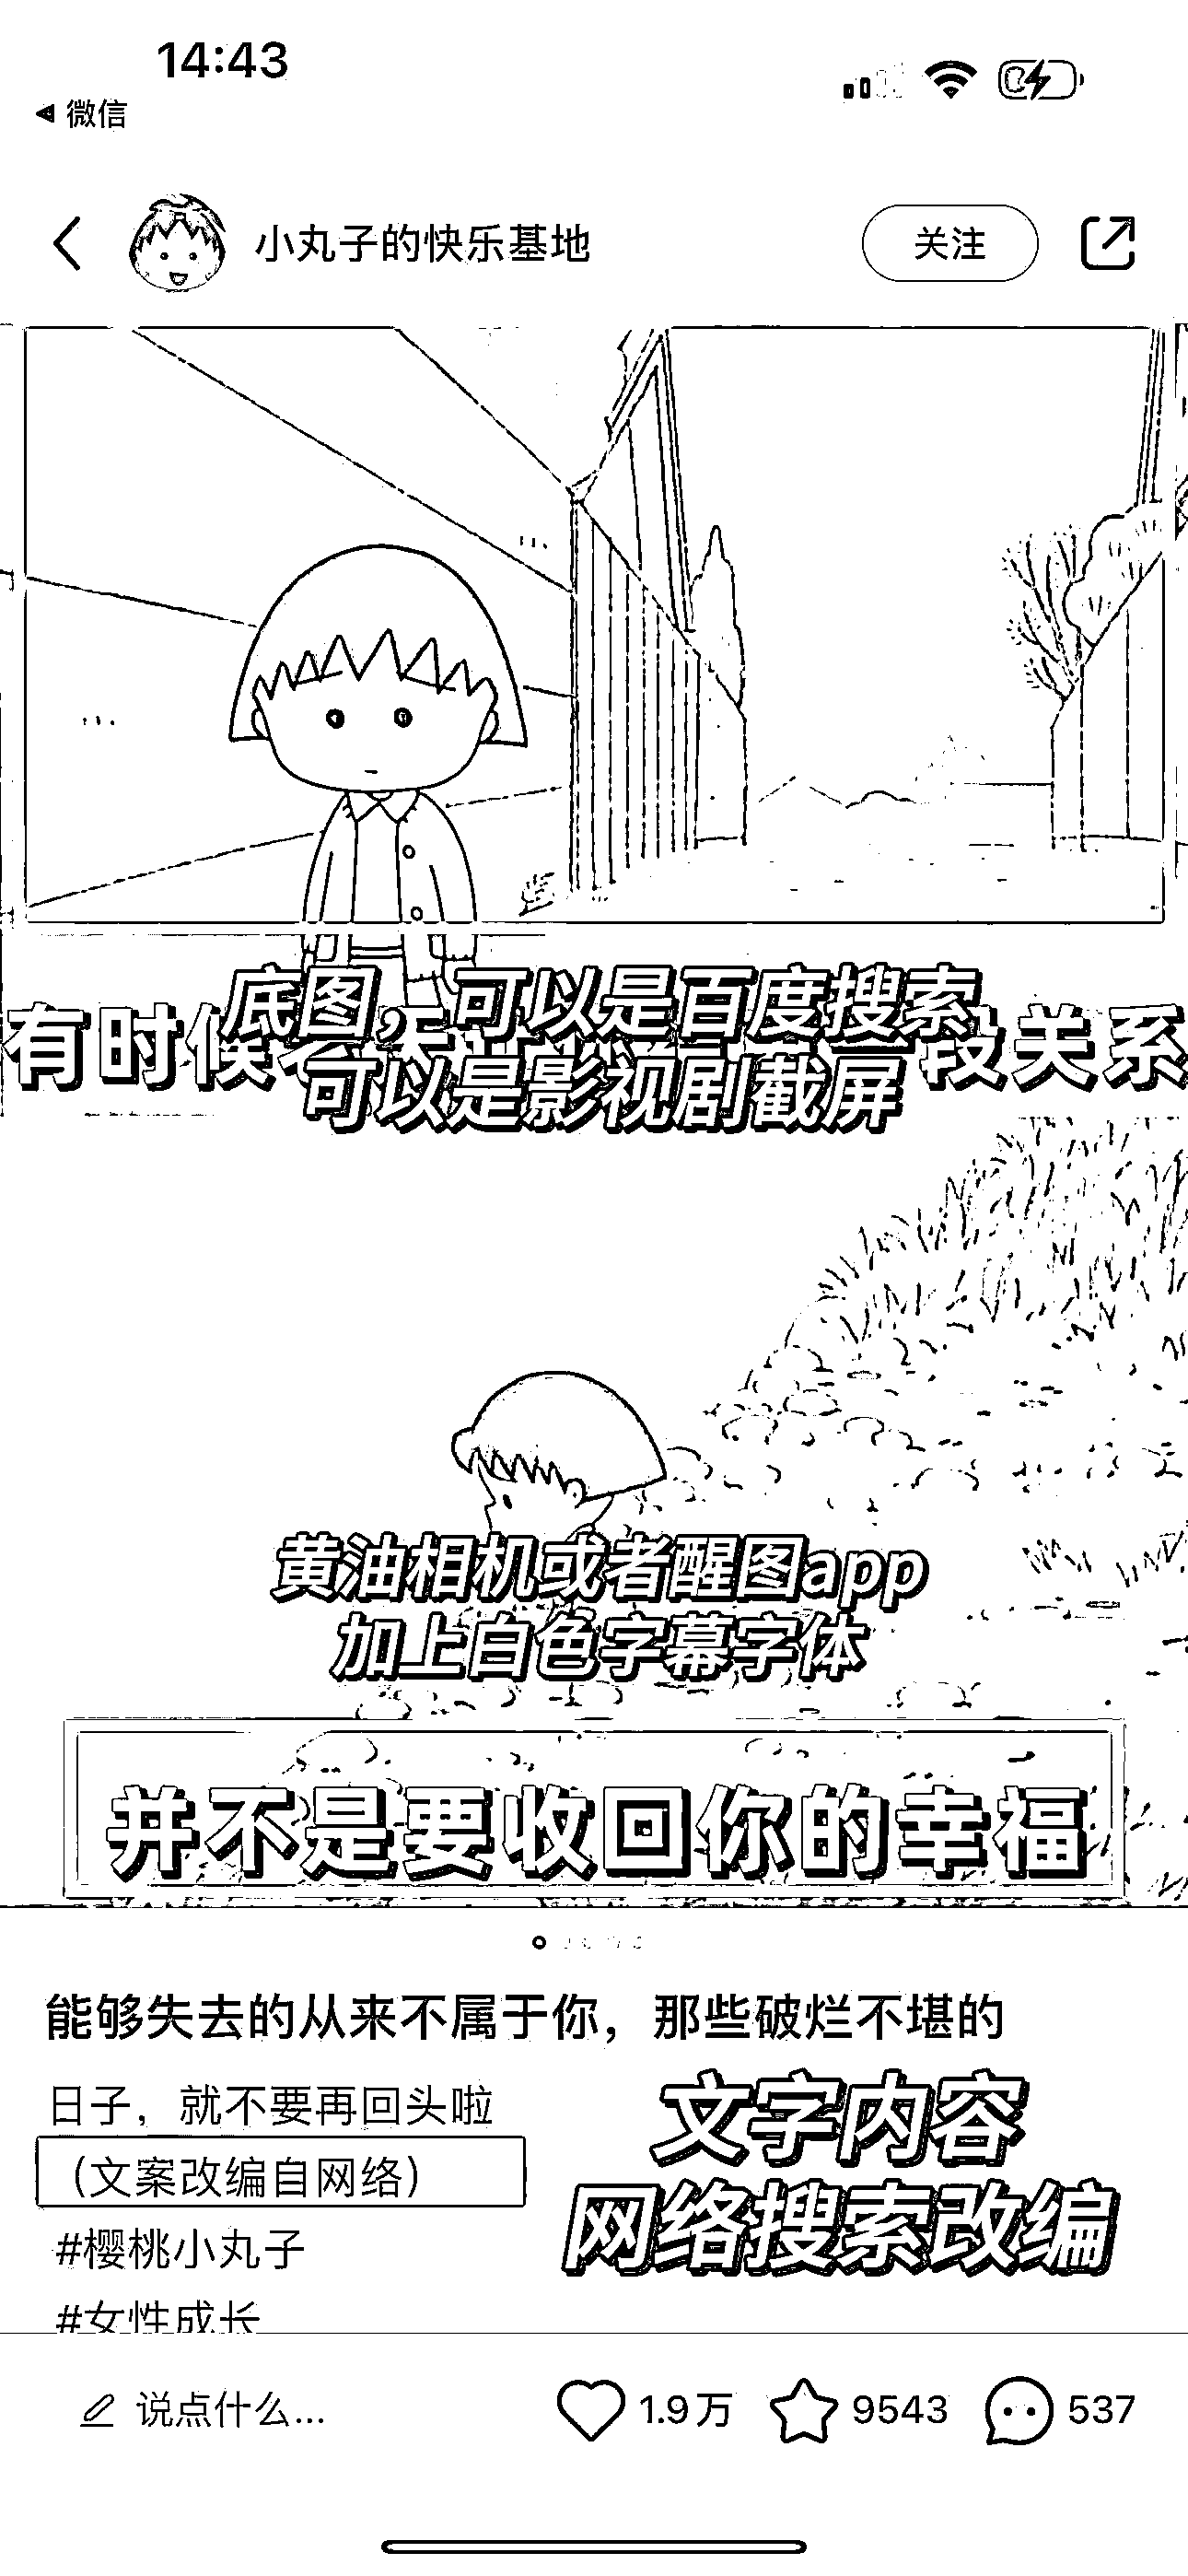 14:43
微信
小丸子的快乐基地
关注
底图，可以是百度搜索
有时候
段关系
可以是影视剧截屏
黄油相机或者醒图app
加上白色字幕字体
并不是要收回你的幸福
能够失去的从来不属于你，那些破烂不堪的
日子，就不要再回头啦
（文案改编自网络）
文字内容
网络搜索改编
#樱桃小丸子
#女性成长
说点什么...
1.9万
9543
537